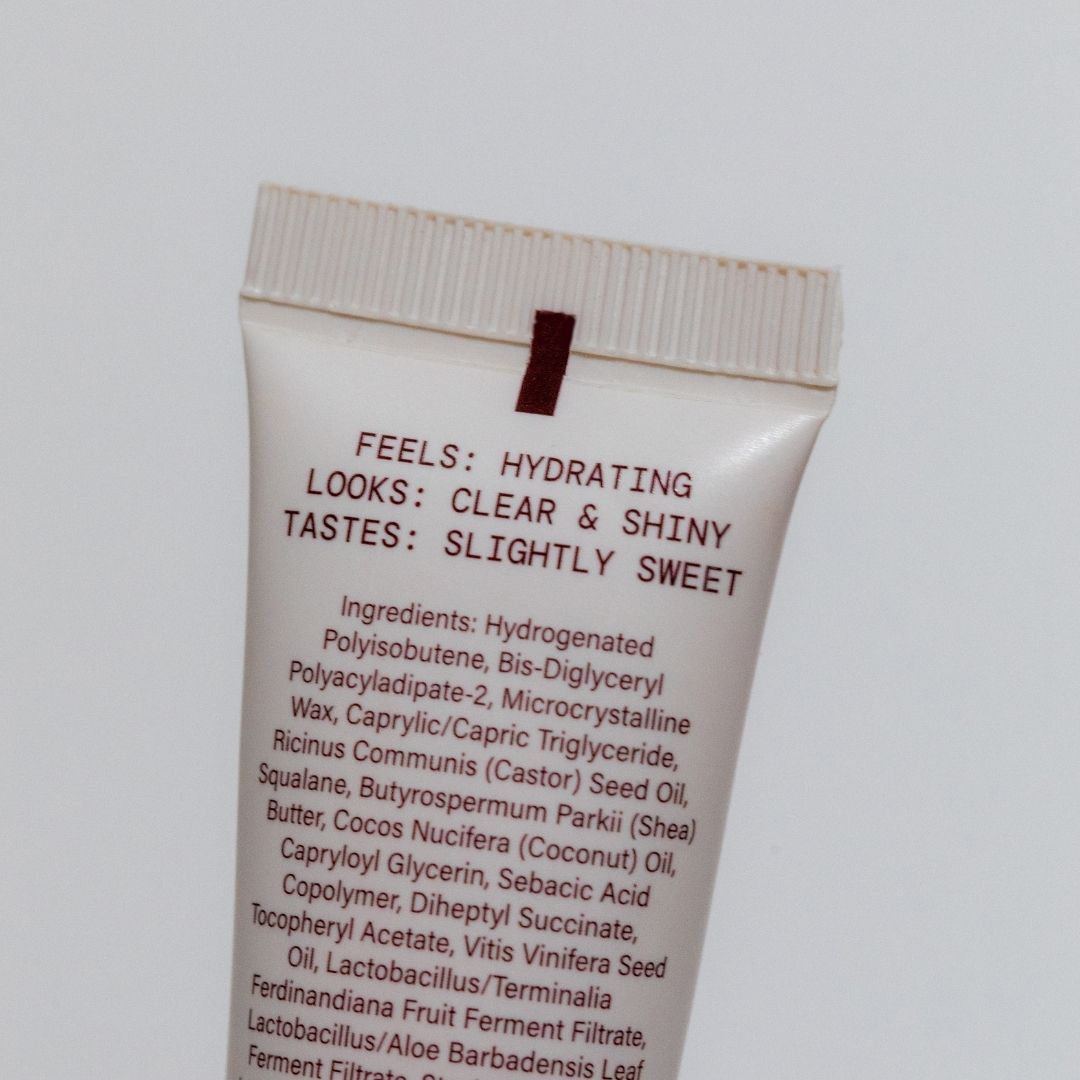 FEELS: HYDRATING
LOOKS: CLEAR & SHINY
TASTES: SLIGHTLY SWEET
Ingredients: Hydrogenated
Polyisobutene, Bis-Diglyceryl
Polyacyladipate-2, Microcrystalline
Wax, Caprylic/Capric Triglyceride,
Ricinus Communis (Castor) Seed Oil,
Squalane, Butyrospermum Parkii (Shea)
Butter, Cocos Nucifera (Coconut) Oil,
Capryloyl Glycerin, Sebacic Acid
Copolymer, Diheptyl Succinate,
Tocopheryl Acetate, Vitis Vinifera Seed
Oil, Lactobacillus/Terminalia
Ferdinandiana Fruit Ferment Filtrate,
Lactobacillus/Aloe Barbadensis Leaf
Ferment Filtrate,